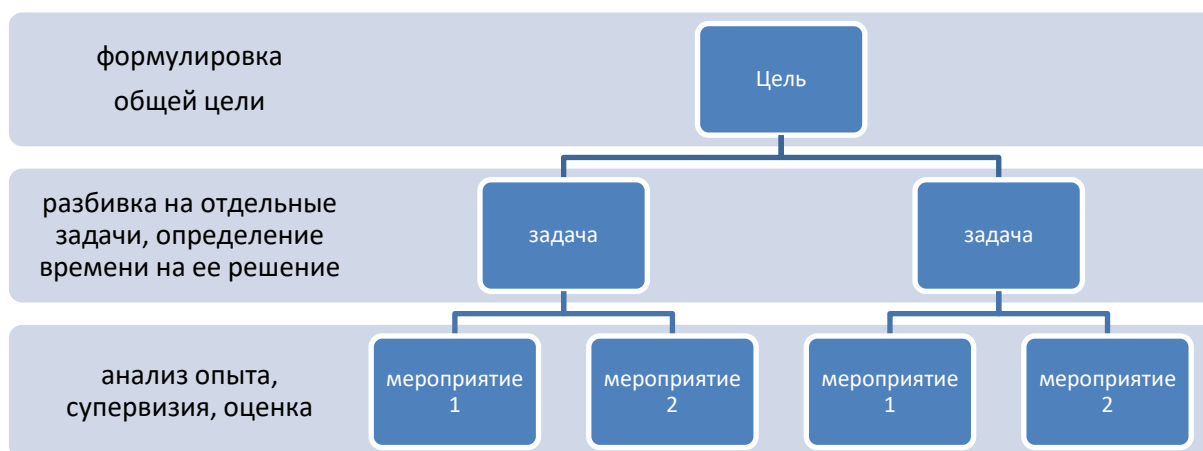 формулировка
общей цели
Цель
разбивка на отдельные
задачи, определение
времени на ее решение
задача
задача
анализ опыта,
супервизия, оценка
мероприятие
1
мероприятие
2
мероприятие
1
мероприятие
2